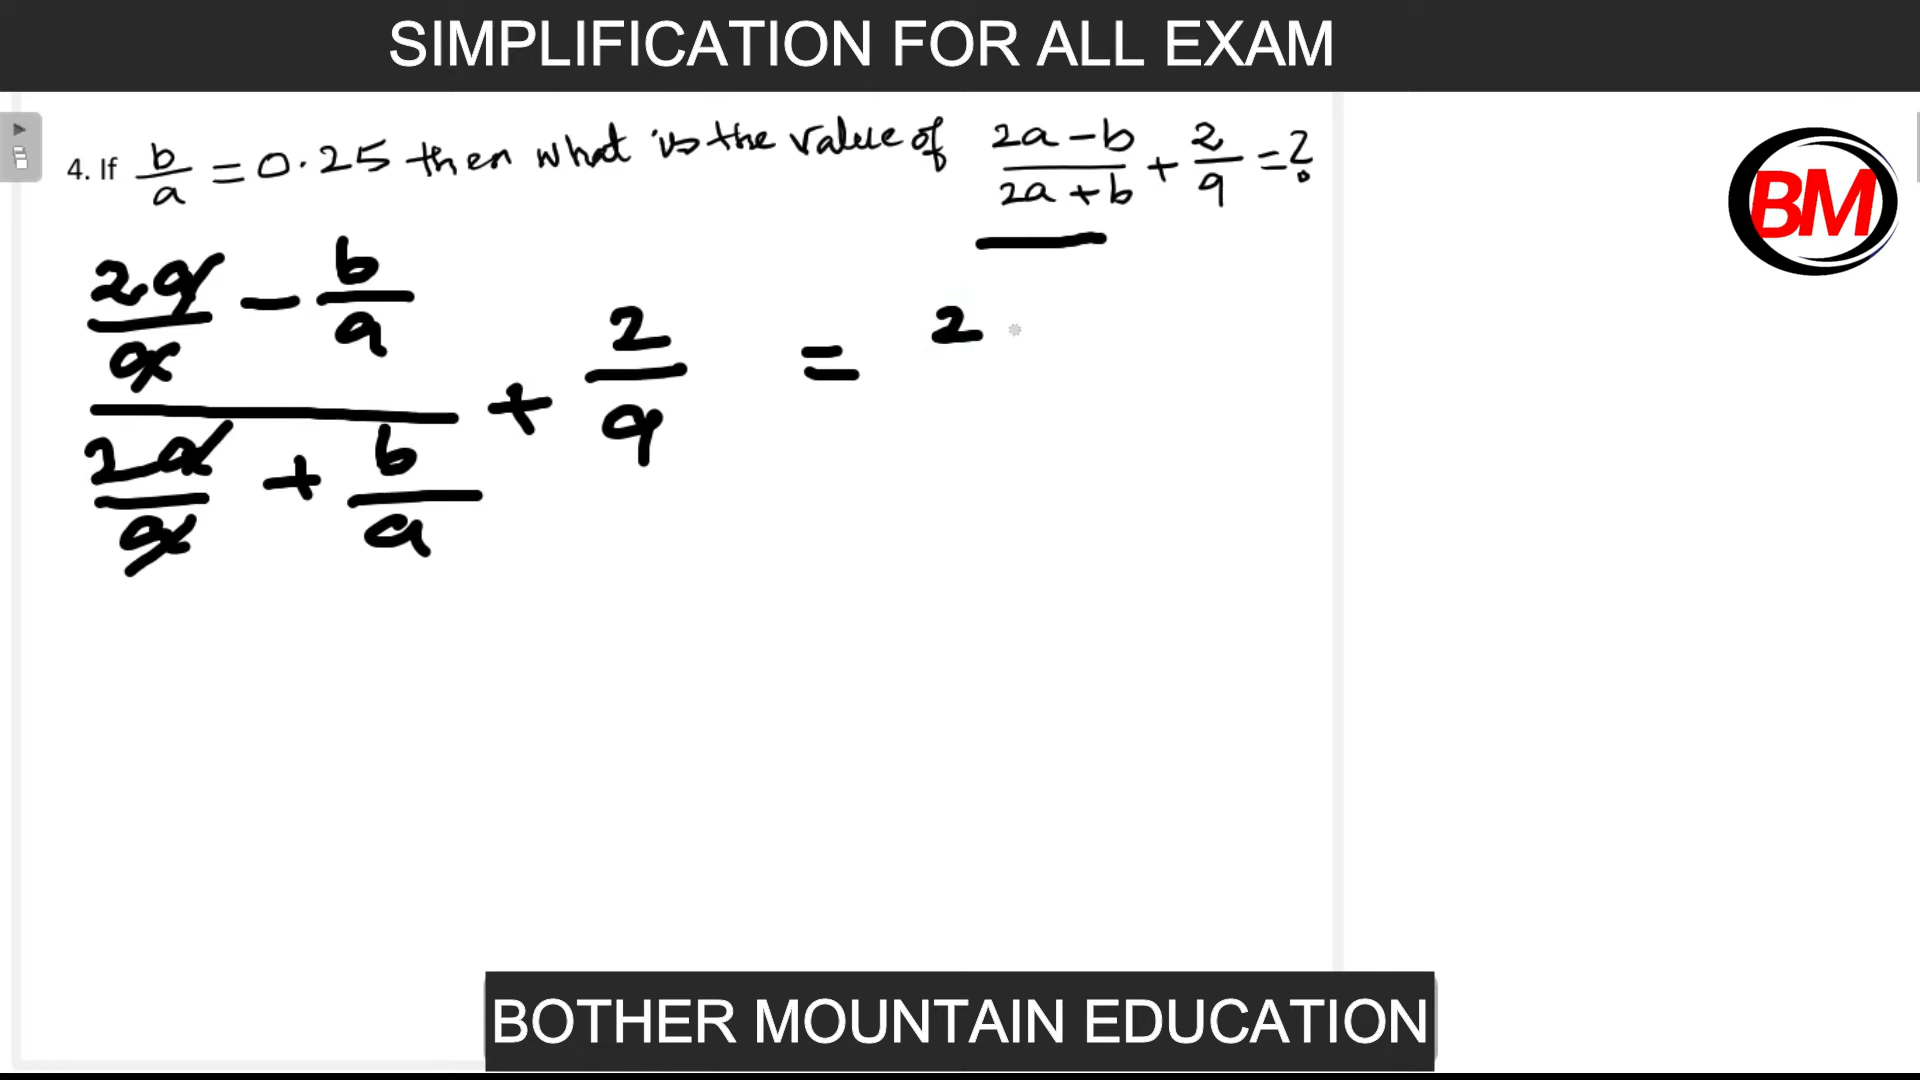 SIMPLIFICATION FOR ALL EXAM
4. If b/a = 0.25 then what is the value of (2a - b)/(2a + b) + 2/9 = ?
BM
(2a/a - b/a)/(2a/a + b/a) + 2/9 = 2
BOTHER MOUNTAIN EDUCATION